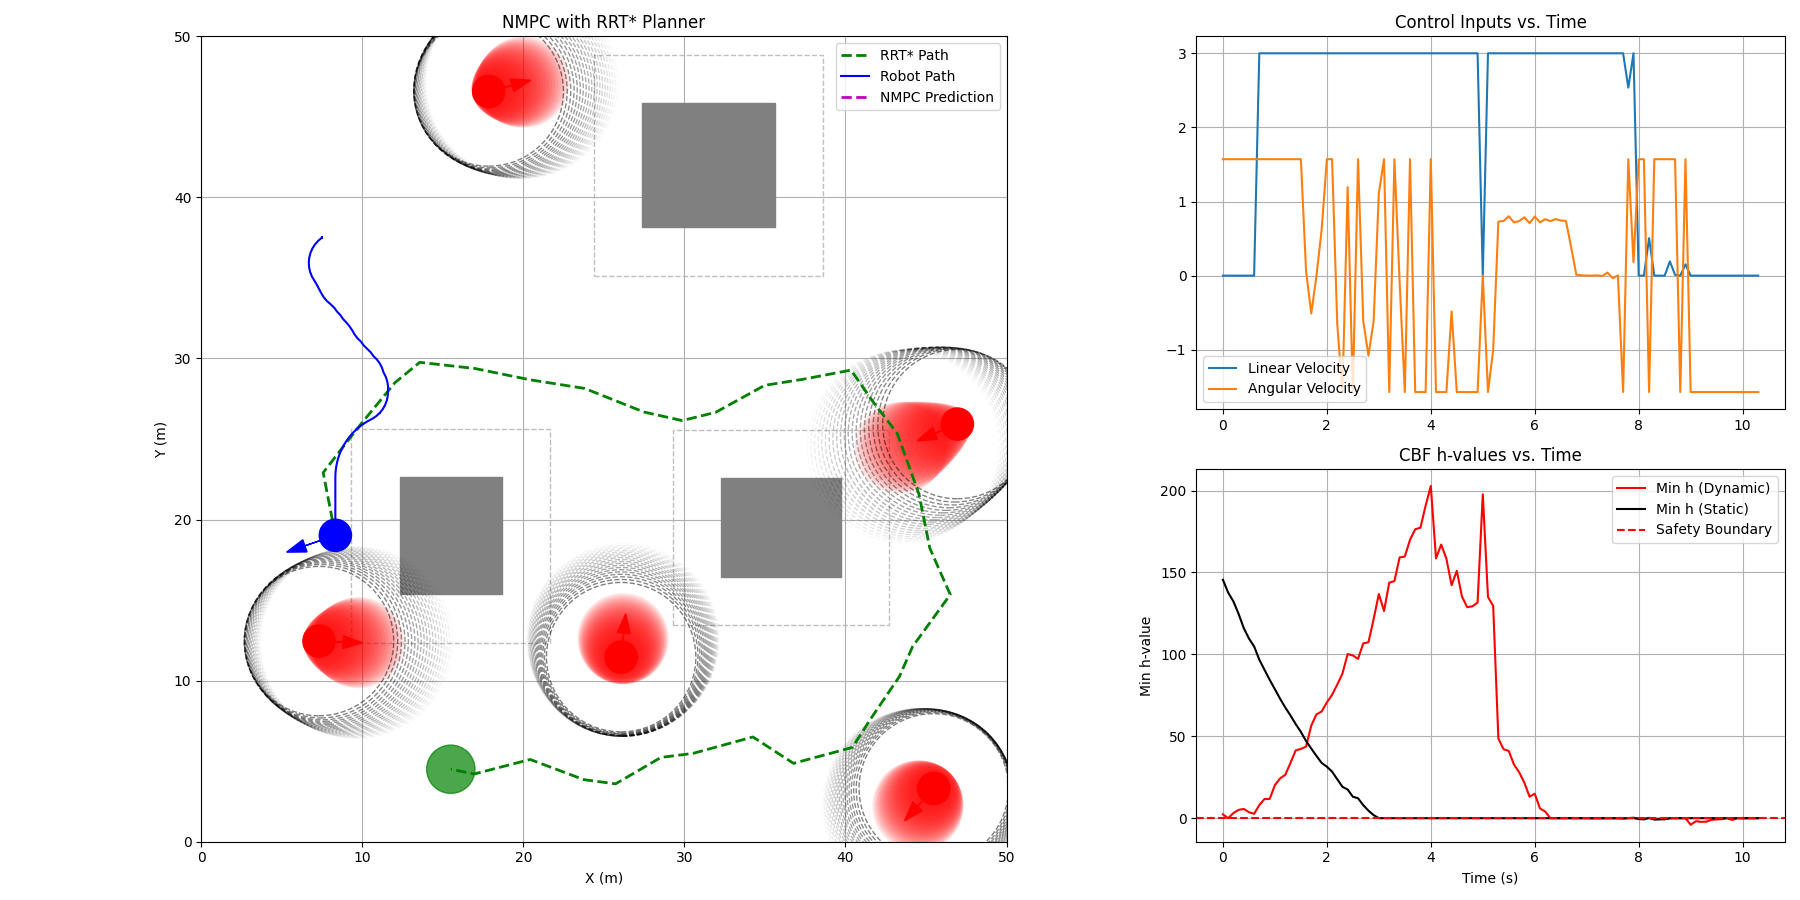 NMPC with RRT* Planner
50
40
30
20
10
0
Y (m)
0
10
20
30
40
50
X (m)
RRT* Path
Robot Path
NMPC Prediction
Control Inputs vs. Time
3
2
1
0
−1
Linear Velocity
Angular Velocity
0
2
4
6
8
10
CBF h-values vs. Time
200
150
100
50
0
Min h-value
Min h (Dynamic)
Min h (Static)
Safety Boundary
0
2
4
6
8
10
Time (s)